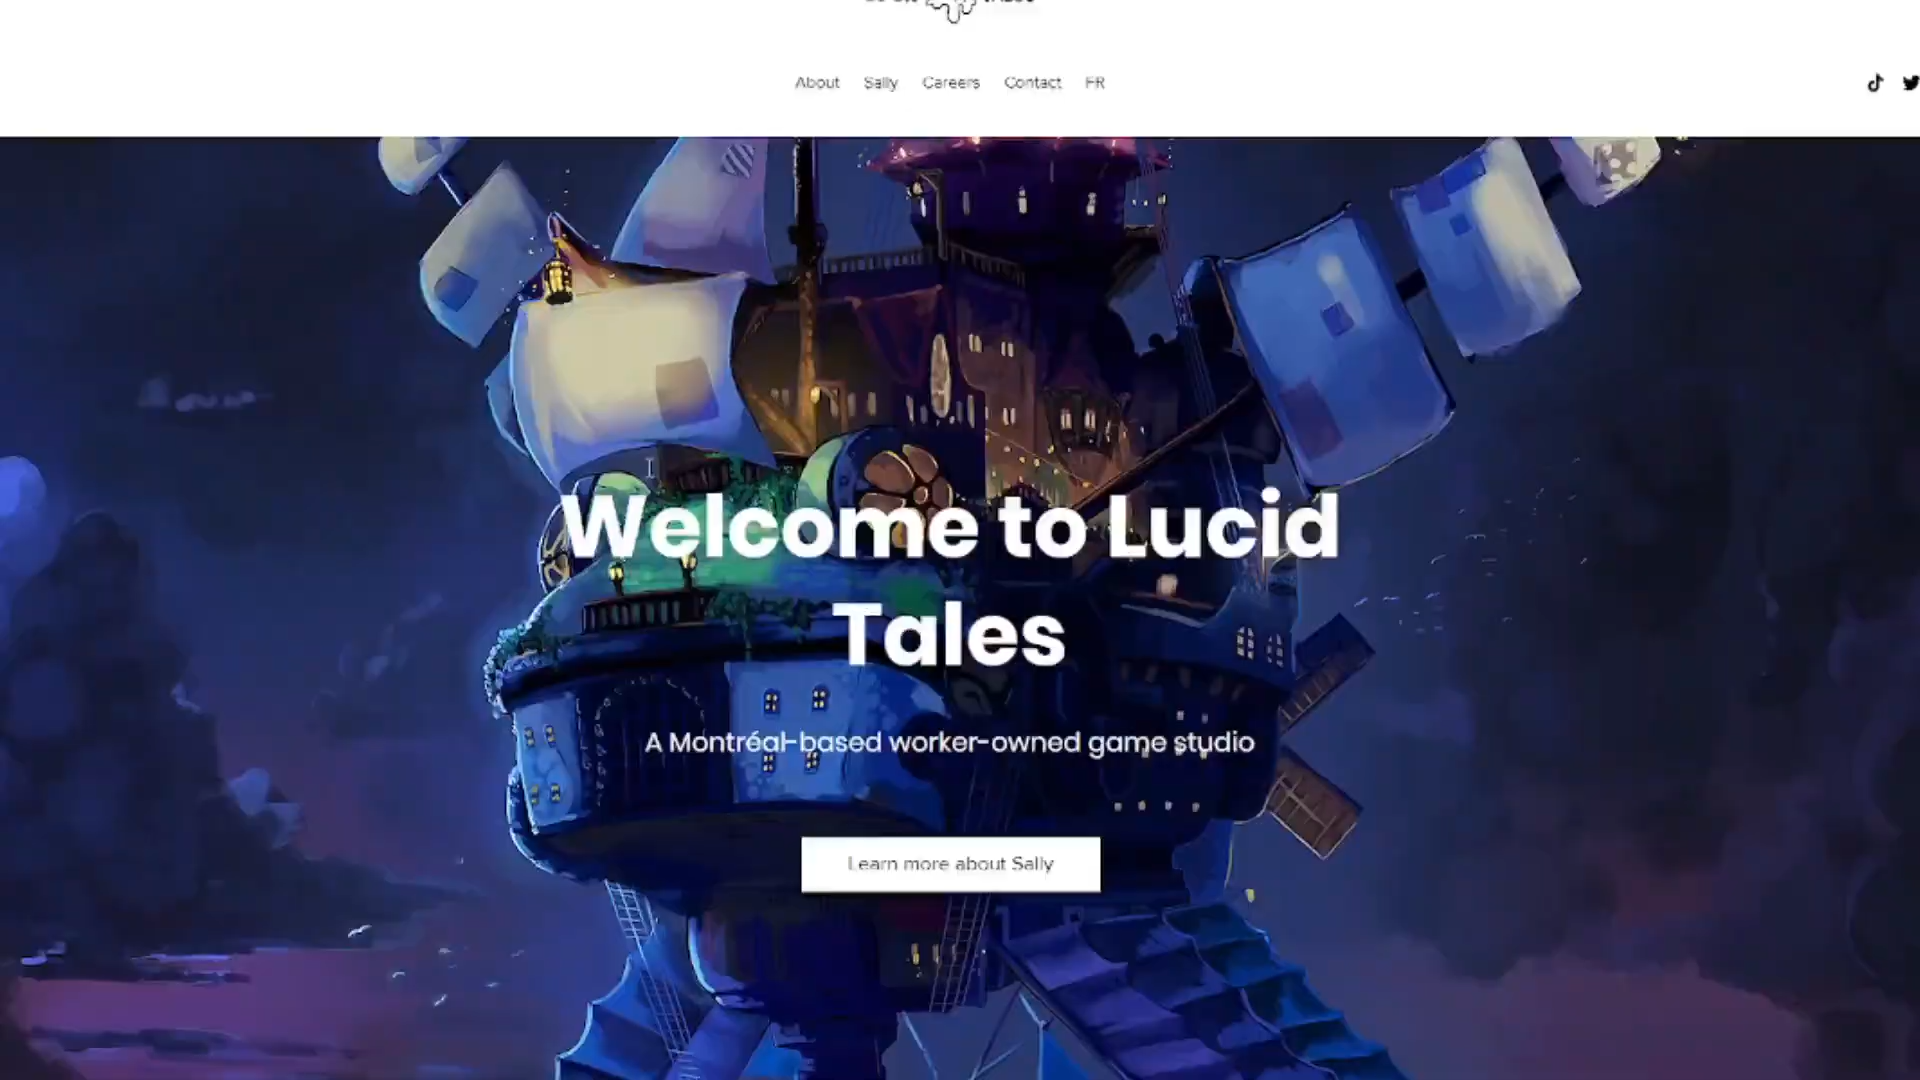 About Sally Careers Contact FR
Welcome to Lucid
Tales
A Montréal-based worker-owned game studio
Learn more about Sally